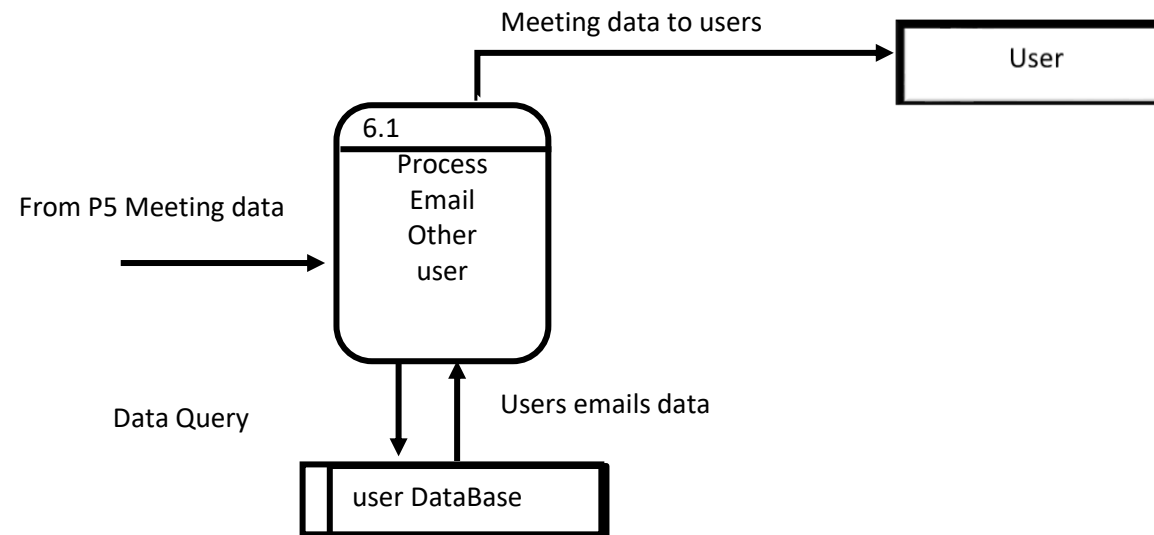 Meeting data to users
User
6.1
Process
Email
Other
user
From P5 Meeting data
Data Query
Users emails data
user DataBase